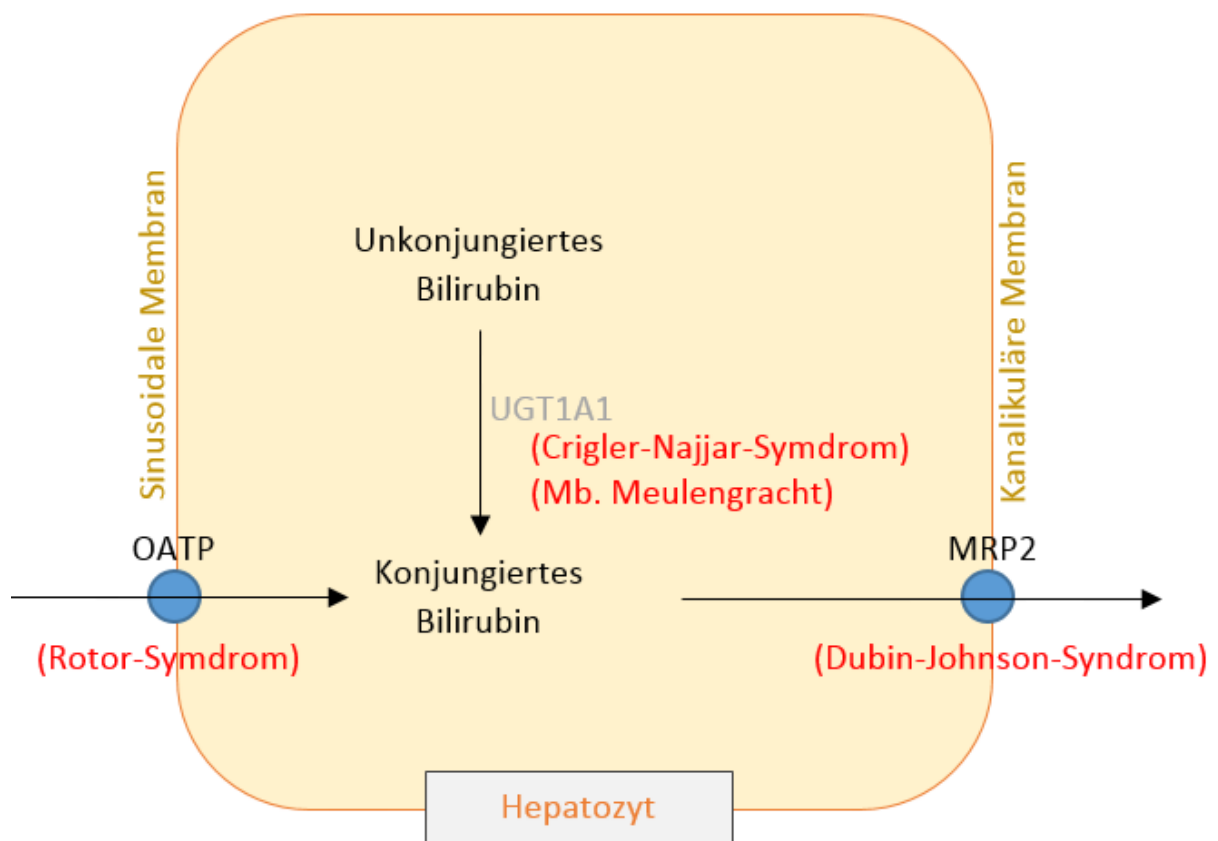 Sinusoidale Membran
Kanalikuläre Membran
Unkonjungiertes
Bilirubin
UGT1A1
(Crigler-Najjar-Symdrom)
(Mb. Meulengracht)
OATP
MRP2
Konjungiertes
Bilirubin
(Rotor-Symdrom)
(Dubin-Johnson-Syndrom)
Hepatozyt